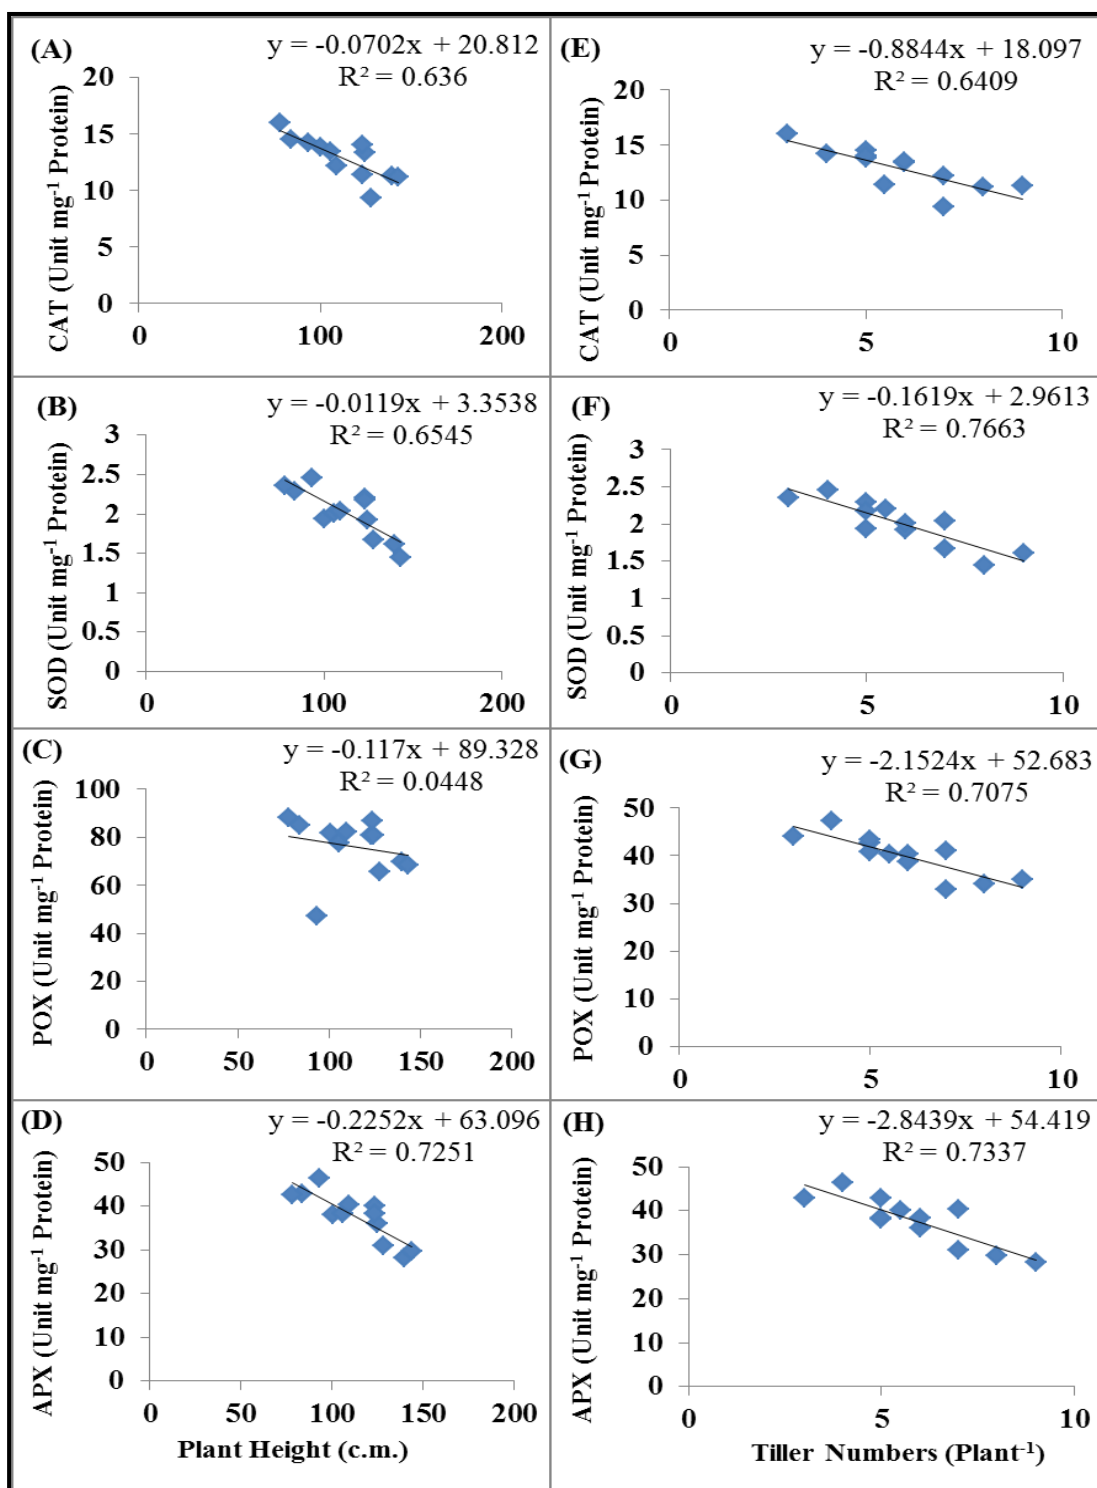 (A)
y = -0.0702x + 20.812
R² = 0.636
CAT (Unit mg⁻¹ Protein)
20
15
10
5
0
0 100 200
(E)
y = -0.8844x + 18.097
R² = 0.6409
CAT (Unit mg⁻¹ Protein)
20
15
10
5
0
0 5 10
(B)
y = -0.0119x + 3.3538
R² = 0.6545
SOD (Unit mg⁻¹ Protein)
3
2.5
2
1.5
1
0.5
0
0 100 200
(F)
y = -0.1619x + 2.9613
R² = 0.7663
SOD (Unit mg⁻¹ Protein)
3
2.5
2
1.5
1
0.5
0
0 5 10
(C)
y = -0.117x + 89.328
R² = 0.0448
POX (Unit mg⁻¹ Protein)
100
80
60
40
20
0
0 50 100 150 200
(G)
y = -2.1524x + 52.683
R² = 0.7075
POX (Unit mg⁻¹ Protein)
50
40
30
20
10
0
0 5 10
(D)
y = -0.2252x + 63.096
R² = 0.7251
APX (Unit mg⁻¹ Protein)
50
40
30
20
10
0
0 50 100 150 200
Plant Height (c.m.)
(H)
y = -2.8439x + 54.419
R² = 0.7337
APX (Unit mg⁻¹ Protein)
50
40
30
20
10
0
0 5 10
Tiller Numbers (Plant⁻¹)